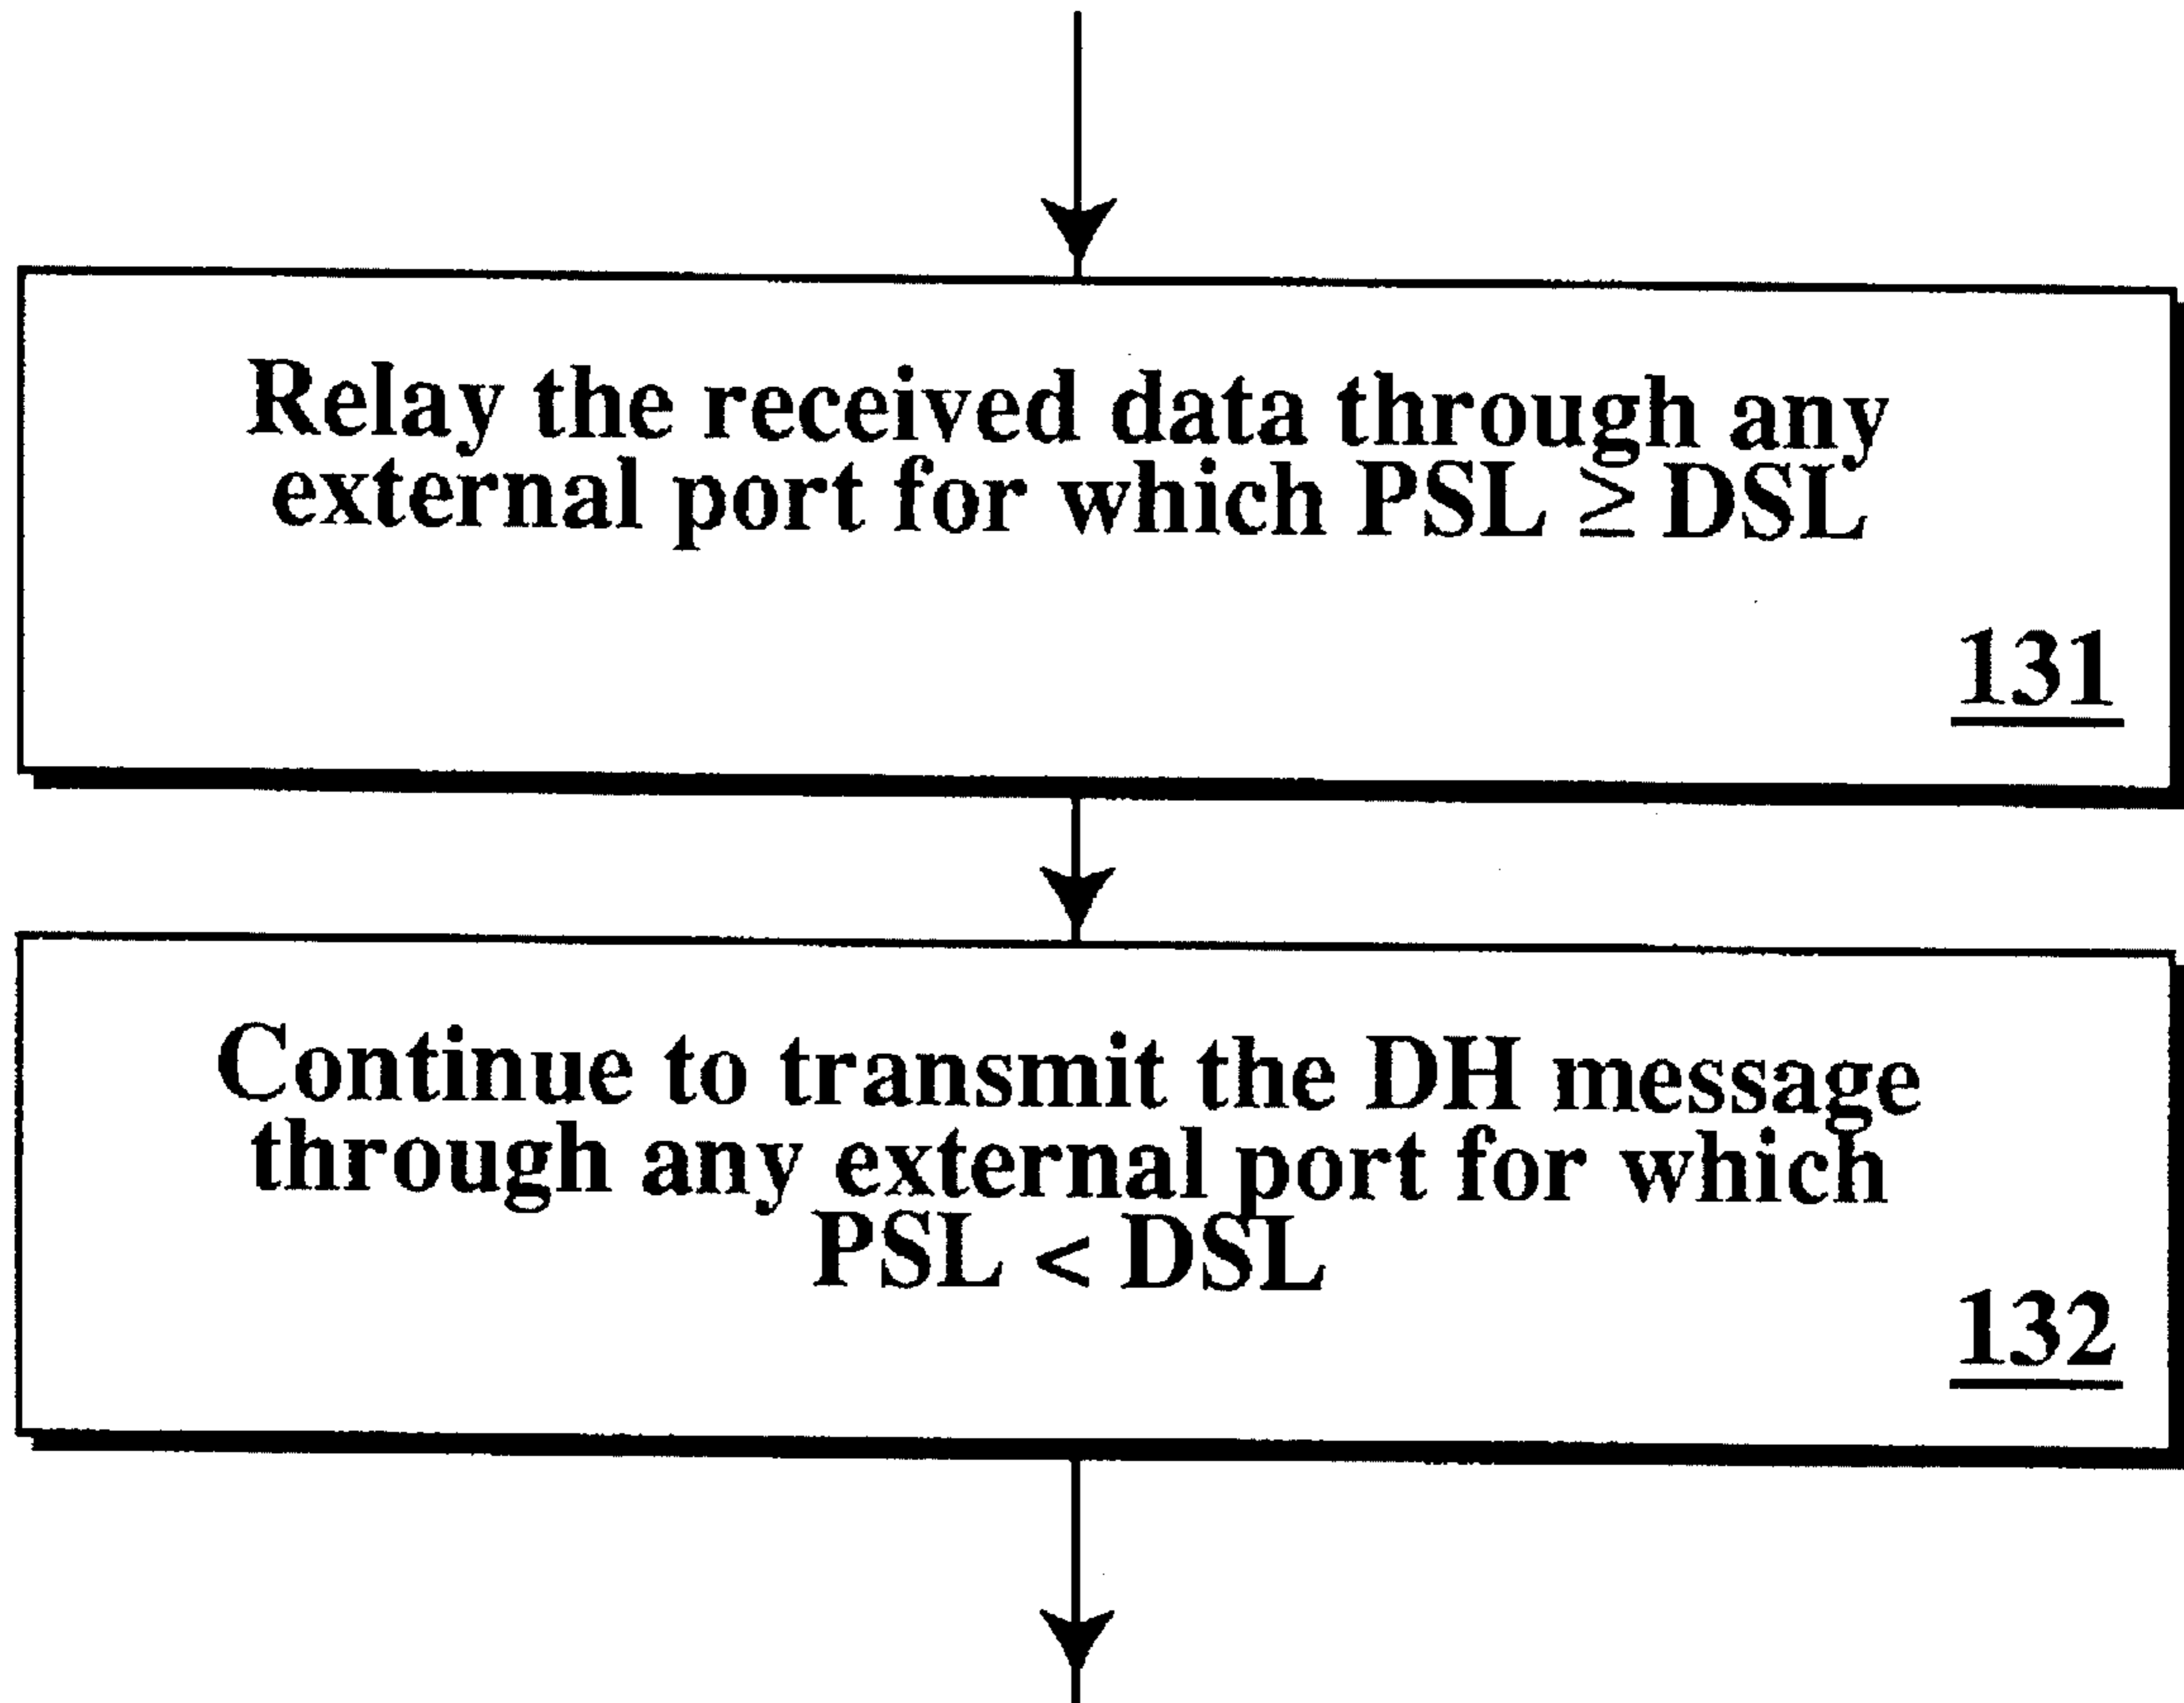 Relay the received data through any
external port for which PSL ≥ DSL
131
Continue to transmit the DH message
through any external port for which
PSL < DSL
132